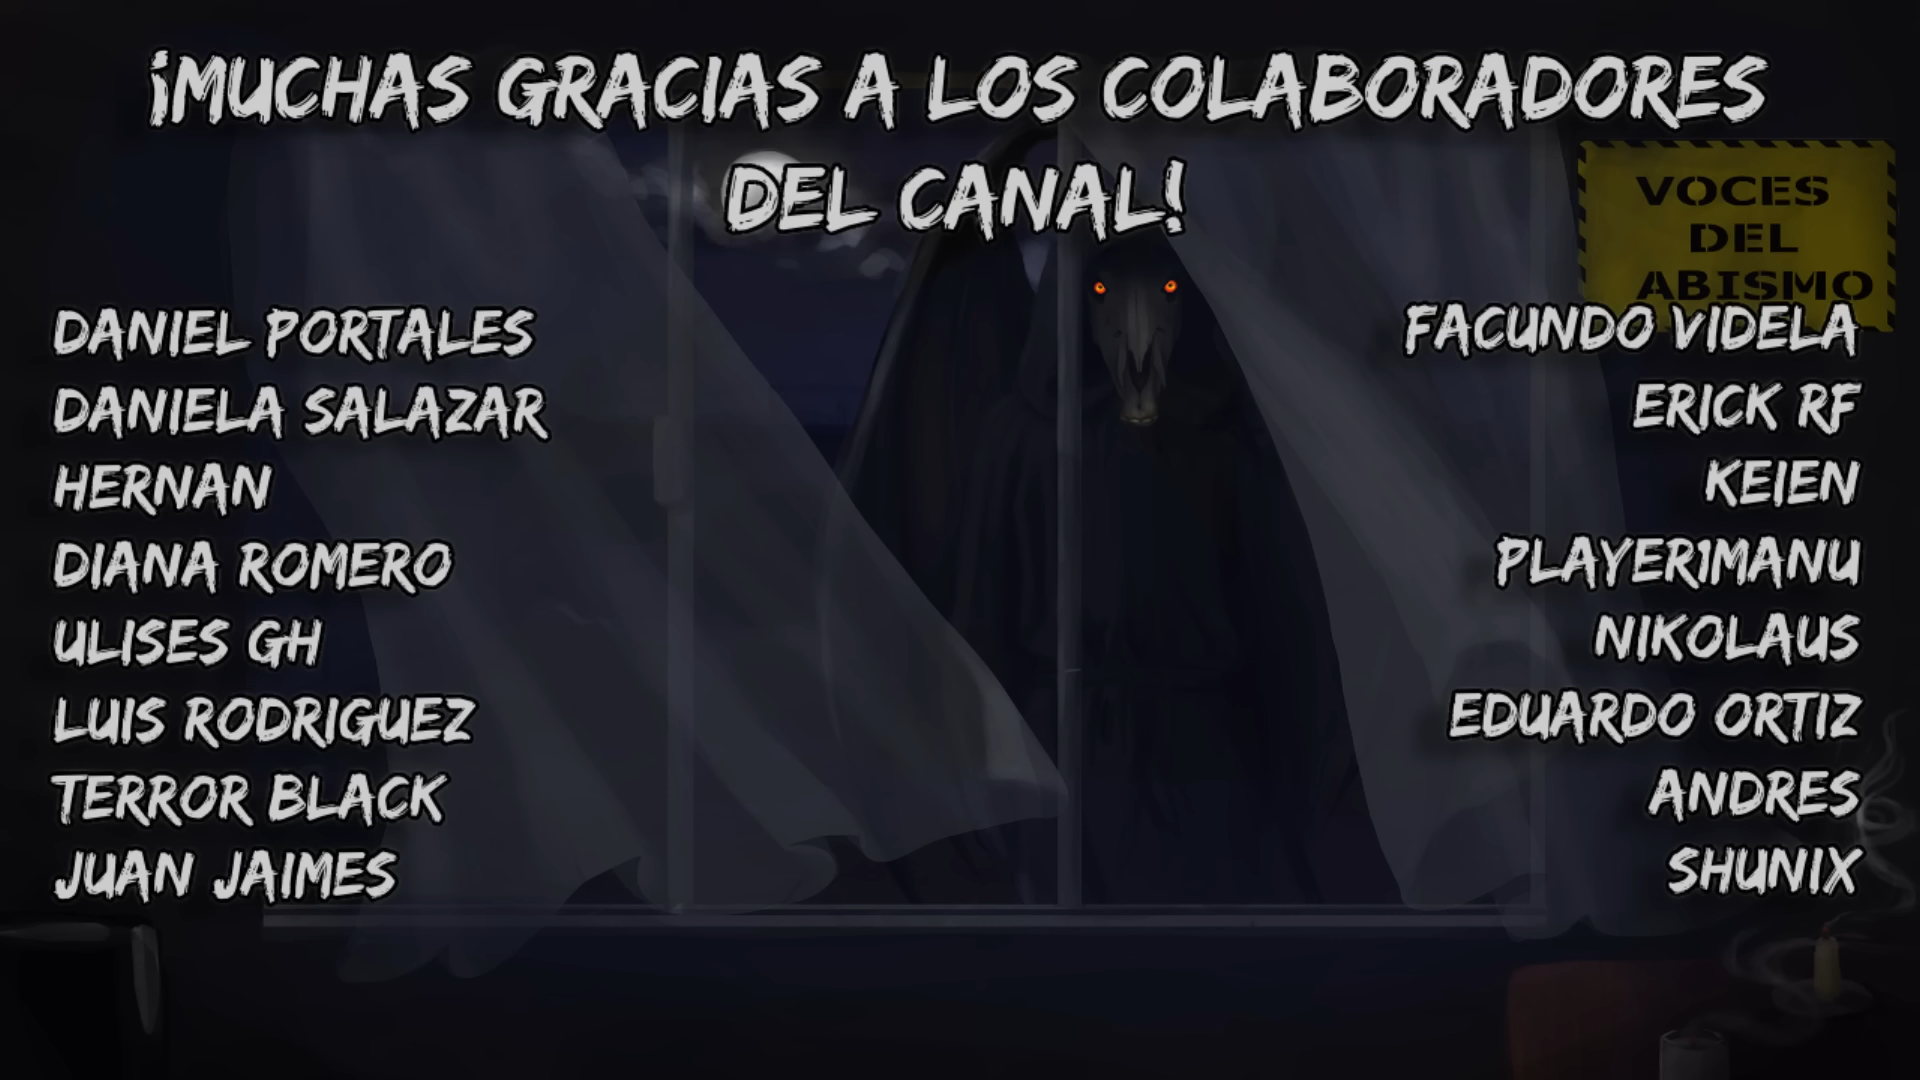 ¡MUCHAS GRACIAS A LOS COLABORADORES
DEL CANAL!
VOCES
DEL
ABISMO
DANIEL PORTALES
DANIELA SALAZAR
HERNAN
DIANA ROMERO
ULISES GH
LUIS RODRIGUEZ
TERROR BLACK
JUAN JAIMES
FACUNDO VIDELA
ERICK RF
KEIEN
PLAYER1MANU
NIKOLAUS
EDUARDO ORTIZ
ANDRES
SHUNIX